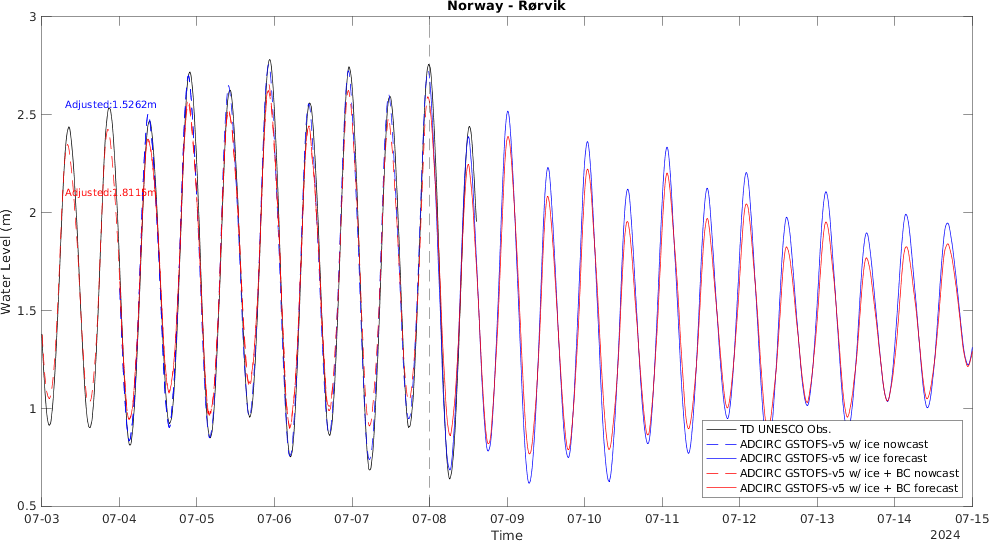 Norway - Rørvik
3
2.5
2
1.5
1
0.5
Water Level (m)
Adjusted:1.5262m
Adjusted:1.8115m
TD UNESCO Obs.
ADCIRC GSTOFS-v5 w/ ice nowcast
ADCIRC GSTOFS-v5 w/ ice forecast
ADCIRC GSTOFS-v5 w/ ice + BC nowcast
ADCIRC GSTOFS-v5 w/ ice + BC forecast
07-03 07-04 07-05 07-06 07-07 07-08 07-09 07-10 07-11 07-12 07-13 07-14 07-15
Time
2024